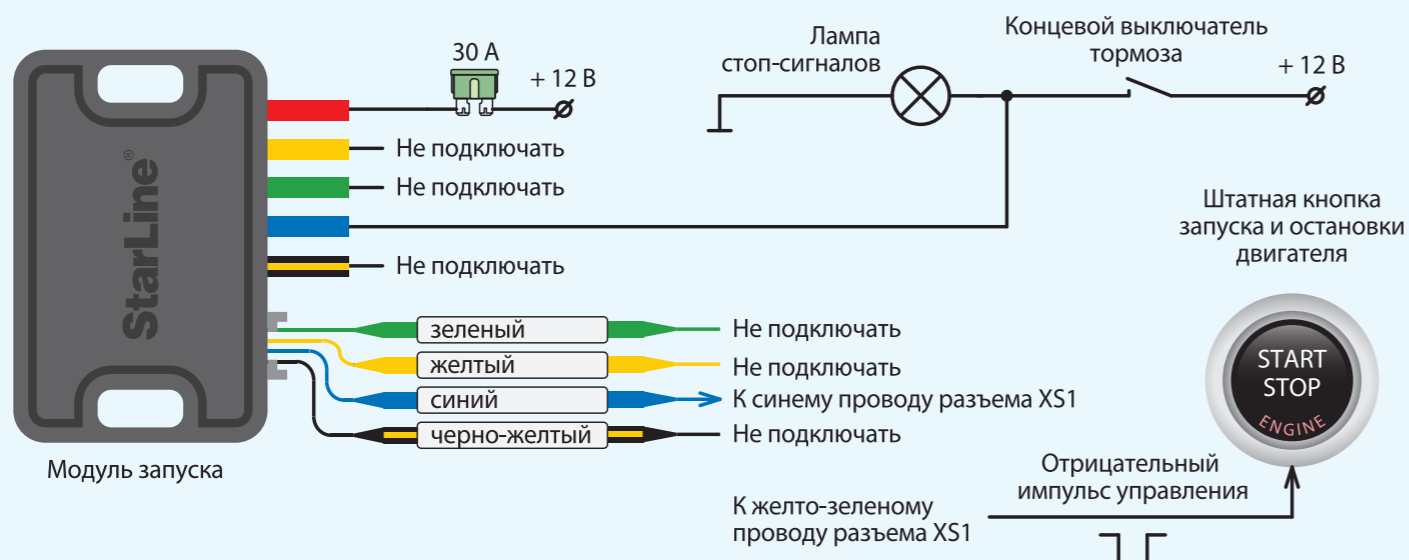 StarLine®
Модуль запуска
30 А
+ 12 В
Не подключать
Не подключать
Не подключать
Лампа
стоп-сигналов
Концевой выключатель
тормоза
+ 12 В
зеленый
Не подключать
желтый
Не подключать
синий
К синему проводу разъема XS1
черно-желтый
Не подключать
Штатная кнопка
запуска и остановки
двигателя
START
STOP
ENGINE
Отрицательный
импульс управления
К желто-зеленому
проводу разъема XS1